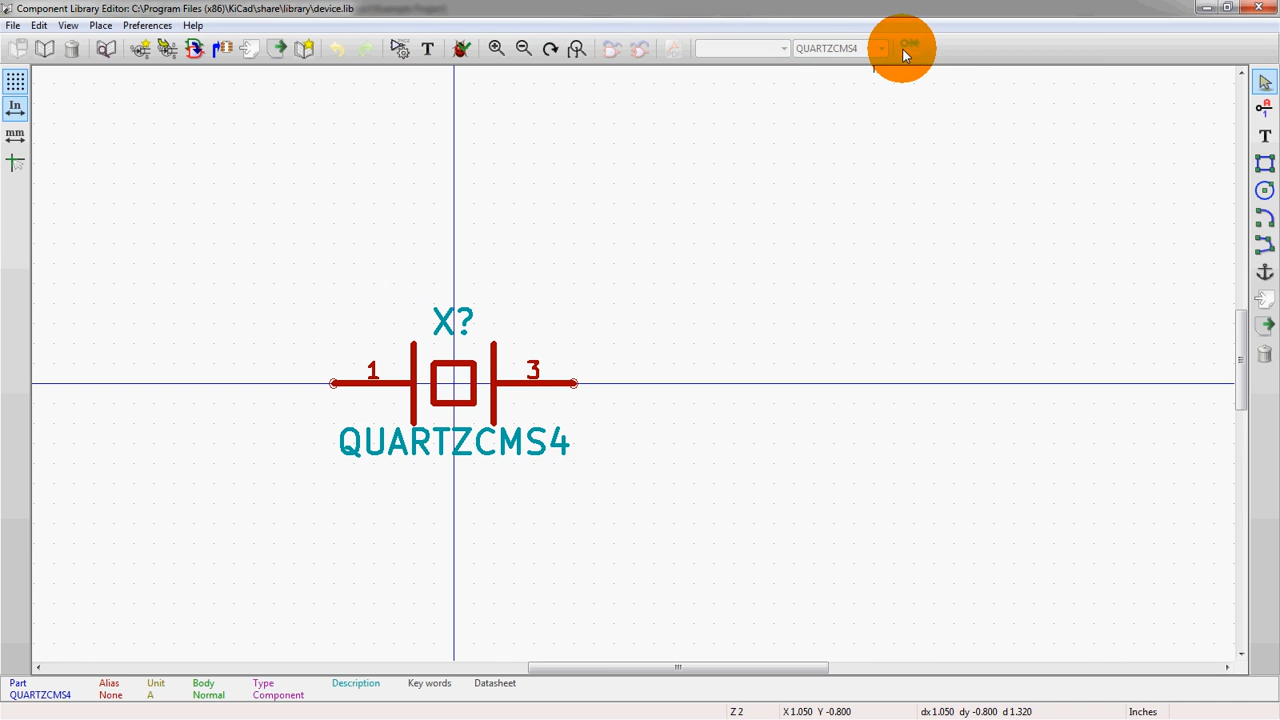 Component Library Editor: C:\Program Files (x86)\KiCad\share\library\device.lib
File Edit View Place Preferences Help
T
QUARTZCMS4
In
mm
A
1
T
X?
1 3
QUARTZCMS4
Part Alias Unit Body Type Description Key words Datasheet
QUARTZCMS4 None A Normal Component
Z 2 X 1.050 Y -0.800 dx 1.050 dy -0.800 d 1.320 Inches